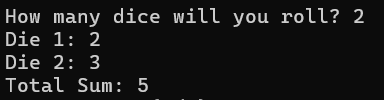 How many dice will you roll? 2
Die 1: 2
Die 2: 3
Total Sum: 5